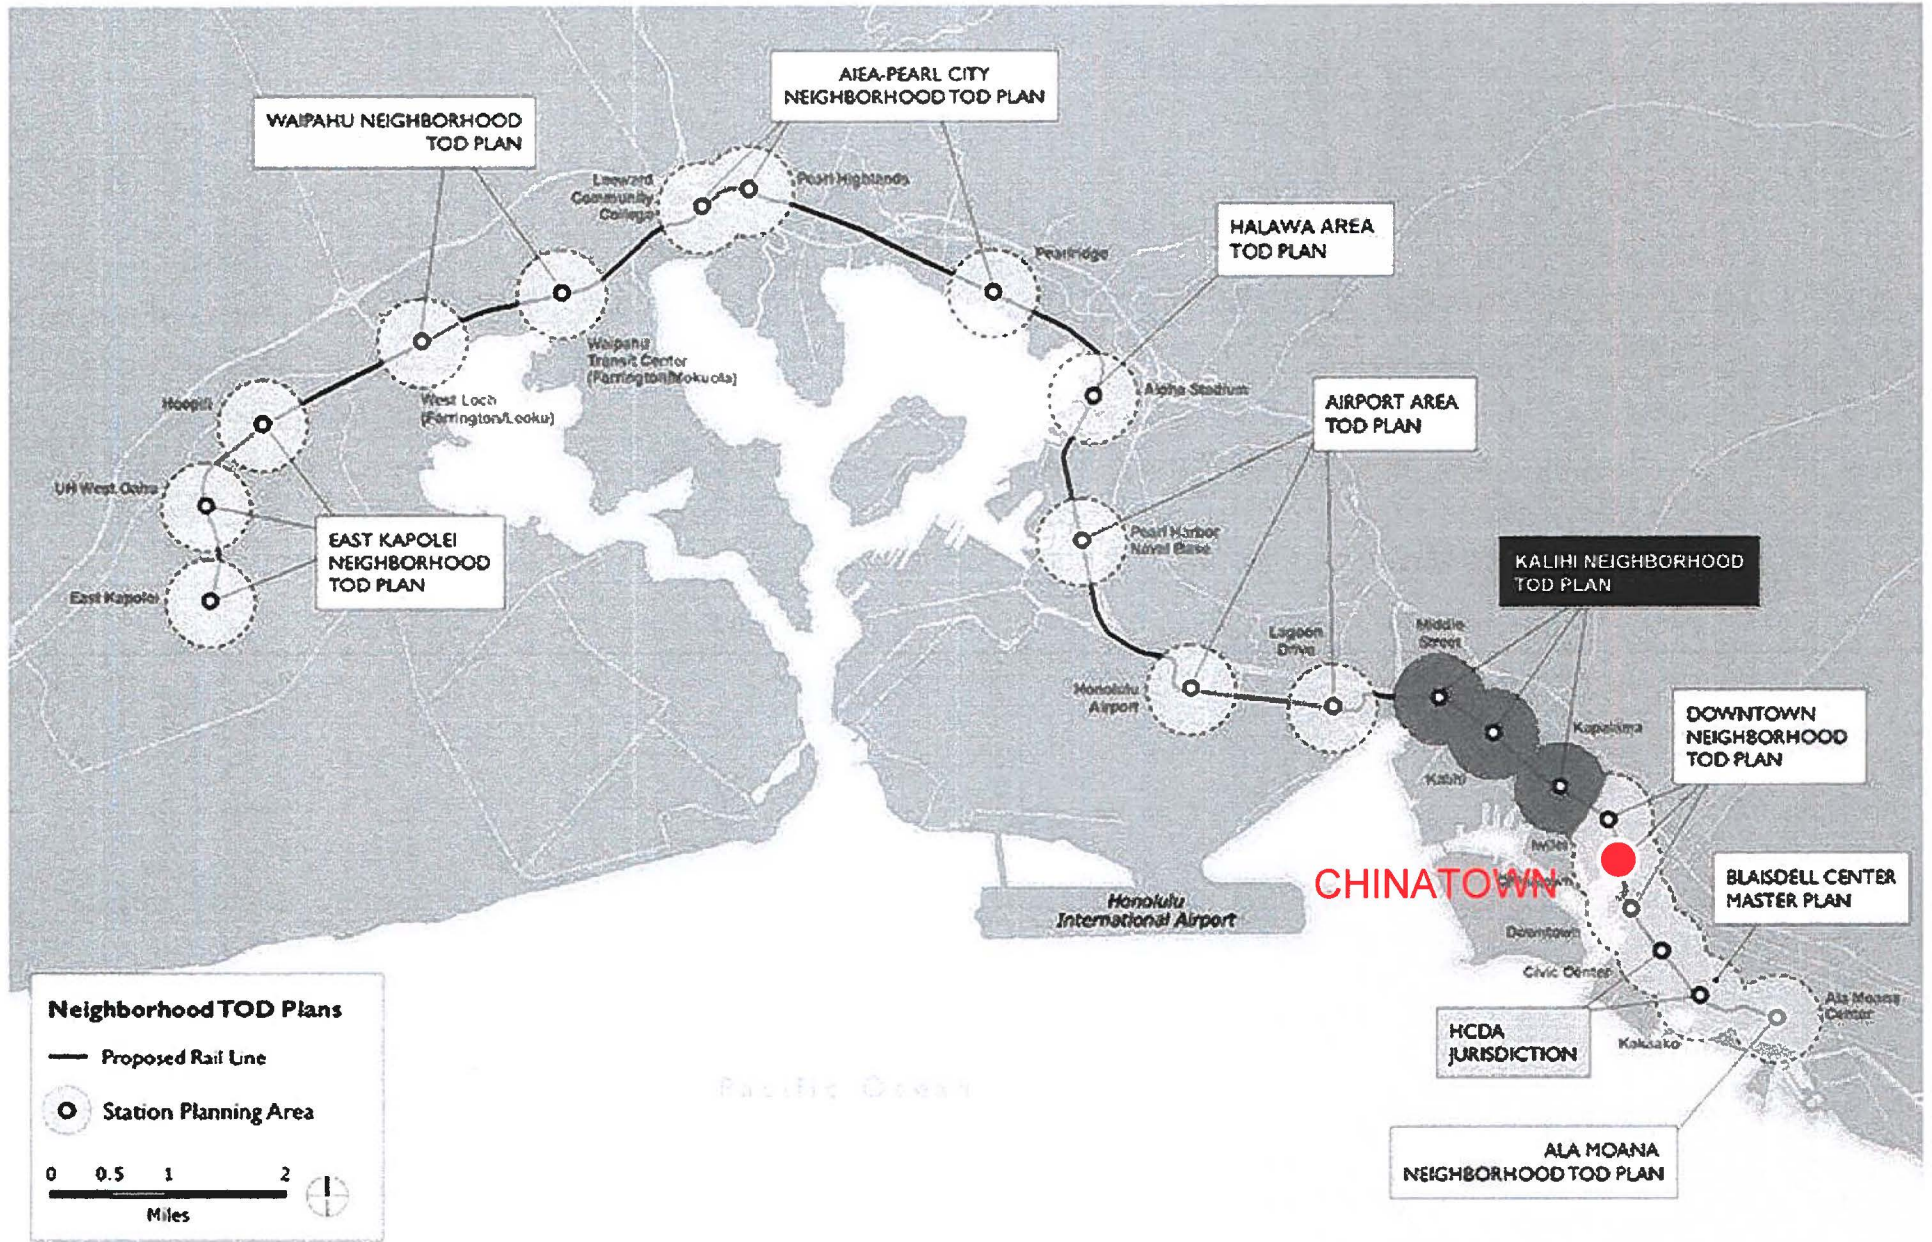 AIEA-PEARL CITY
NEIGHBORHOOD TOD PLAN
WAIPAHU NEIGHBORHOOD
TOD PLAN
Leeward
Community
College
Pearl Highlands
HALAWA AREA
TOD PLAN
Pearlridge
Waipahu
Transit Center
(Farrington/Mokuola)
Aloha Stadium
AIRPORT AREA
TOD PLAN
Hoopili
West Loch
(Farrington/Leoku)
UH West Oahu
EAST KAPOLEI
NEIGHBORHOOD
TOD PLAN
East Kapolei
Pearl Harbor
Naval Base
KALIHI NEIGHBORHOOD
TOD PLAN
Middle
Street
Lagoon
Drive
Honolulu
Airport
Kapalama
Kalihi
DOWNTOWN
NEIGHBORHOOD
TOD PLAN
Iwilei
CHINATOWN
BLAISDELL CENTER
MASTER PLAN
Honolulu
International Airport
Downtown
Civic Center
Ala Moana
Center
HCDA
JURISDICTION
Kakaako
Pacific Ocean
ALA MOANA
NEIGHBORHOOD TOD PLAN
Neighborhood TOD Plans
Proposed Rail Line
Station Planning Area
0 0.5 1 2
Miles